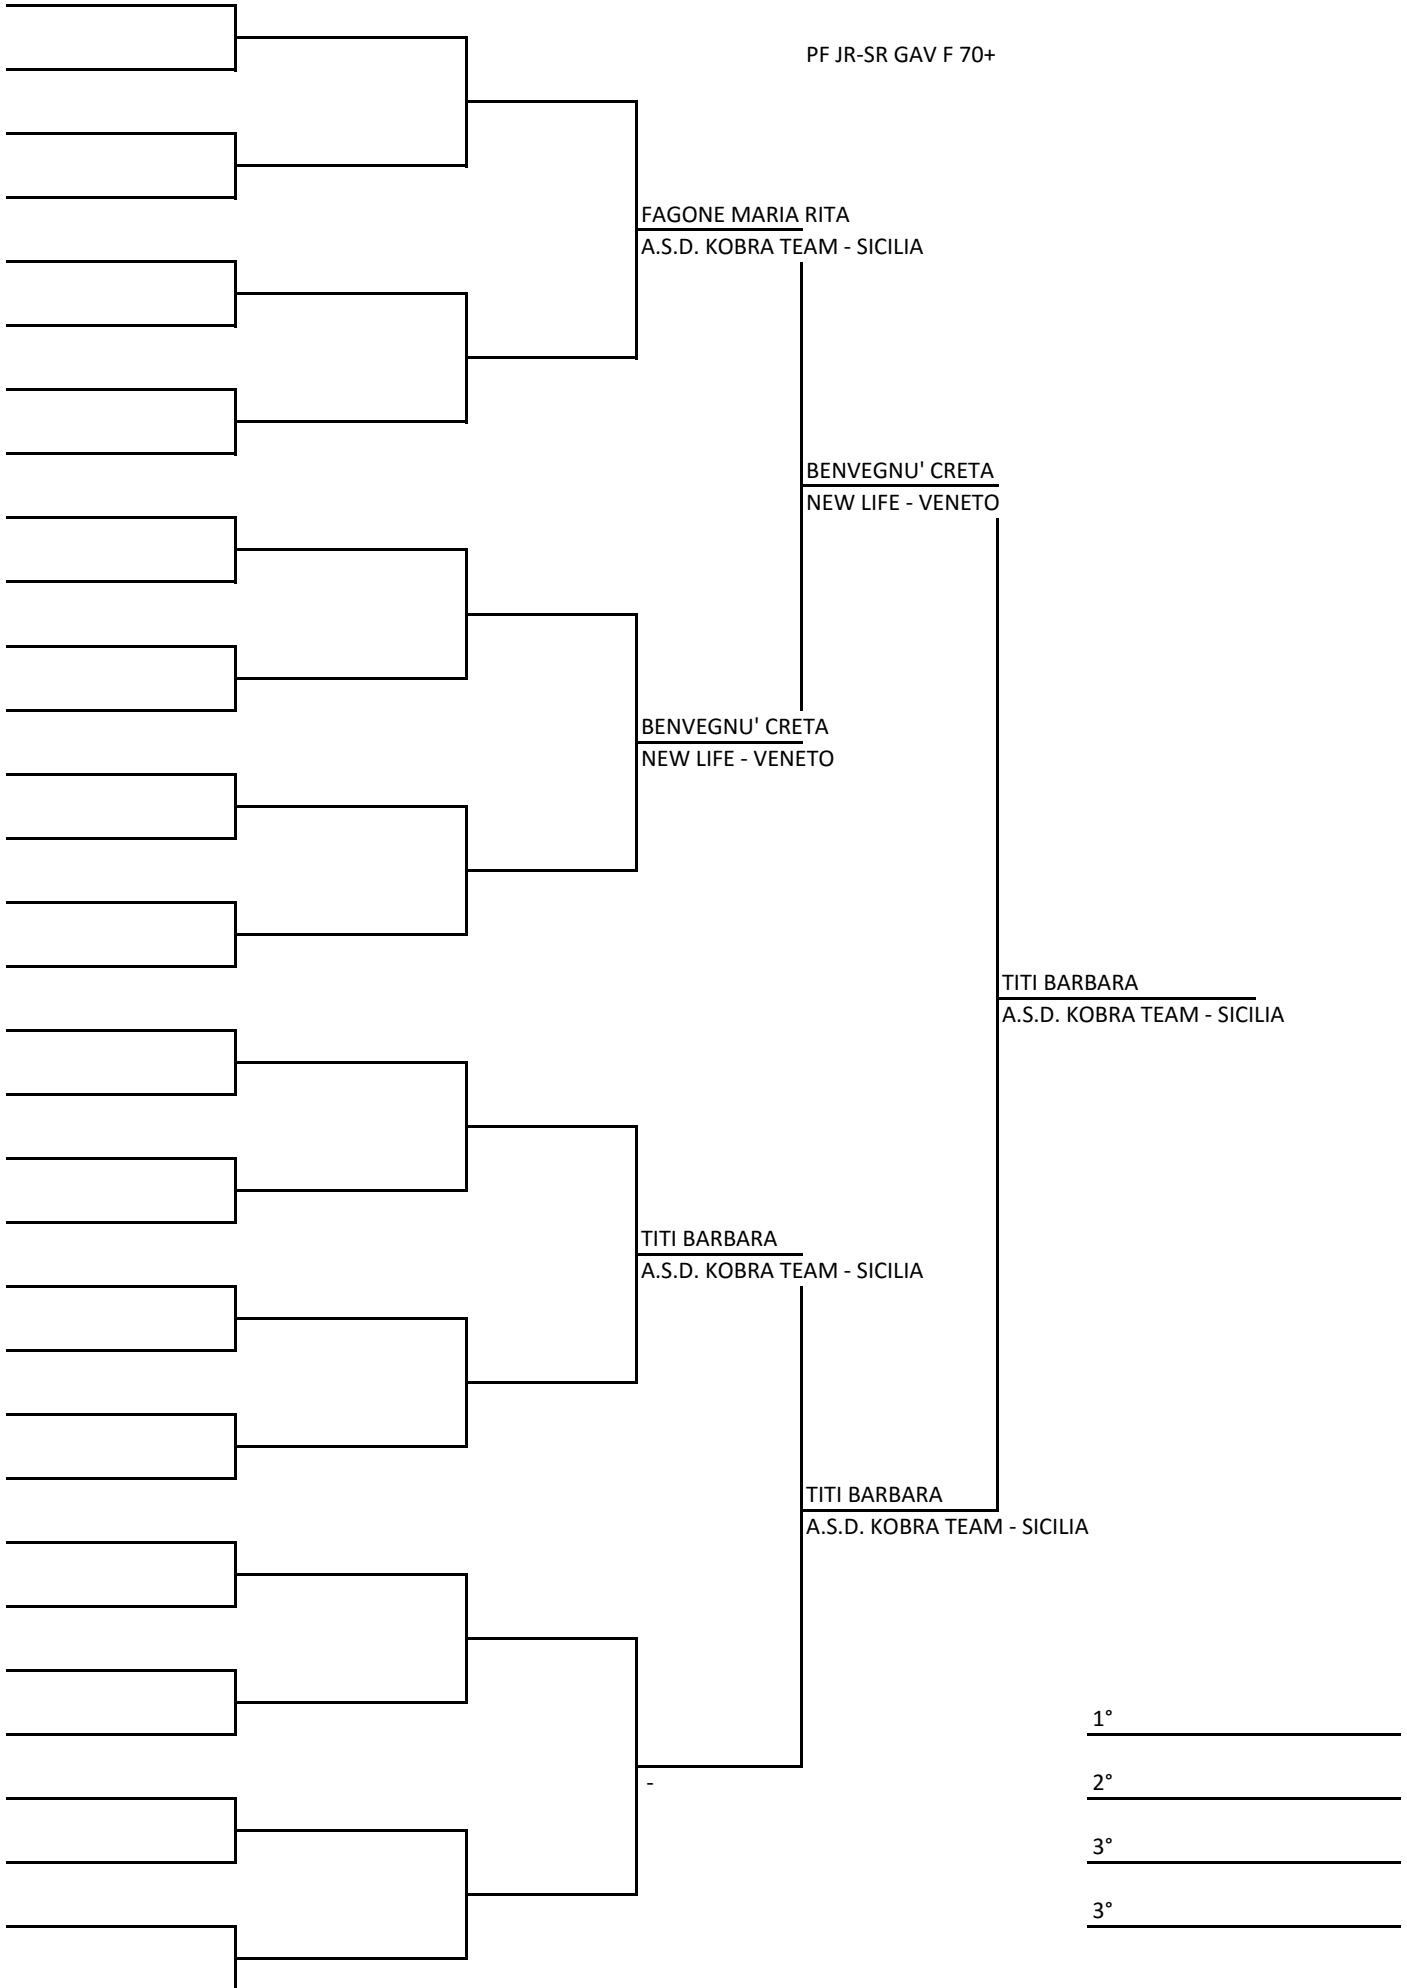 PF JR-SR GAV F 70+
FAGONE MARIA RITA
A.S.D. KOBRA TEAM - SICILIA
BENVEGNU' CRETA
NEW LIFE - VENETO
BENVEGNU' CRETA
NEW LIFE - VENETO
TITI BARBARA
A.S.D. KOBRA TEAM - SICILIA
TITI BARBARA
A.S.D. KOBRA TEAM - SICILIA
TITI BARBARA
A.S.D. KOBRA TEAM - SICILIA
1°
-
2°
3°
3°